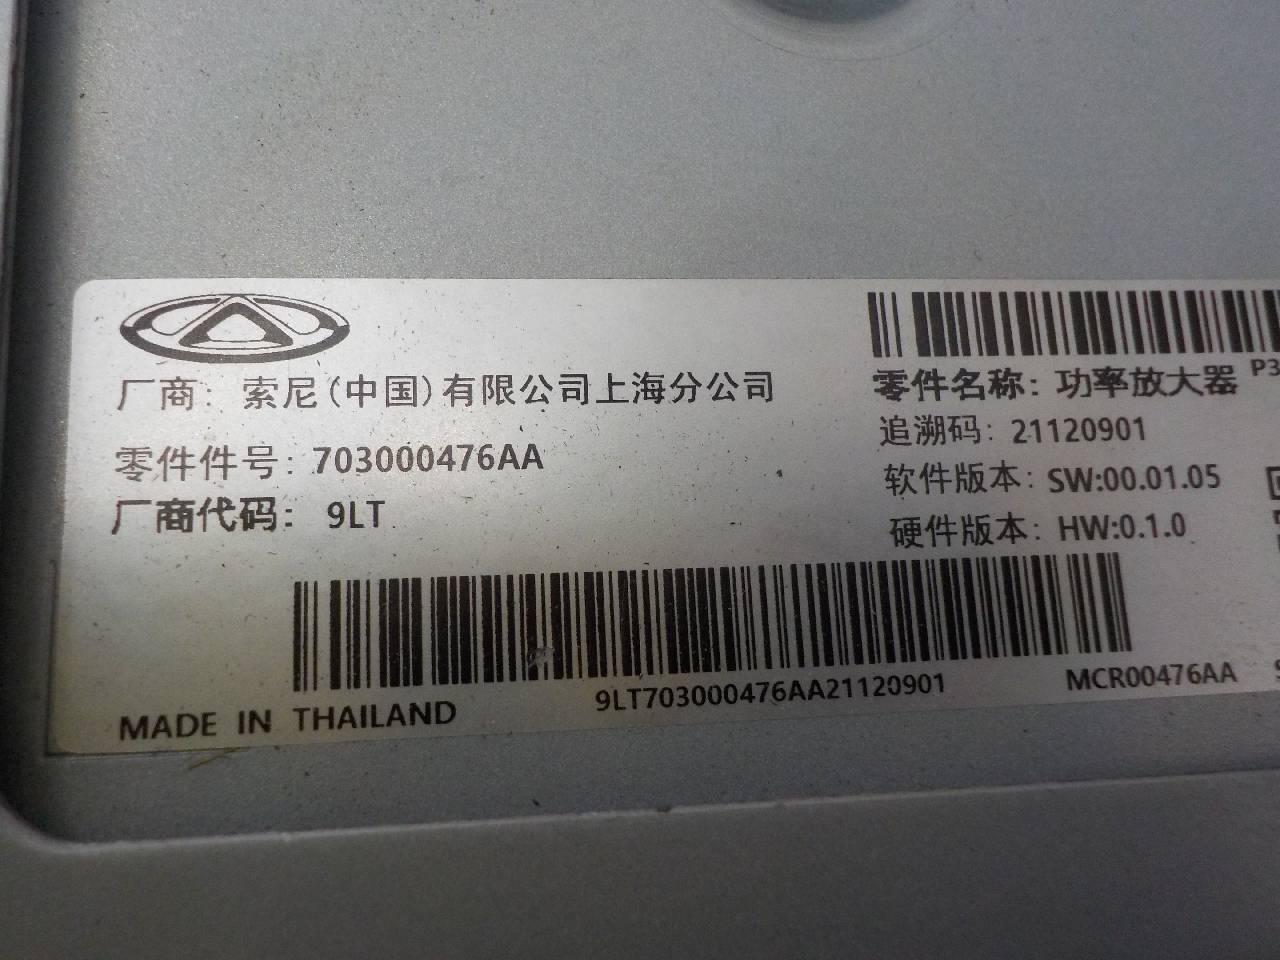 厂商: 索尼(中国)有限公司上海分公司
零件件号: 703000476AA
厂商代码: 9LT
P3
零件名称: 功率放大器
追溯码: 21120901
软件版本: SW:00.01.05
硬件版本: HW:0.1.0
9LT703000476AA21120901
MCR00476AA
MADE IN THAILAND